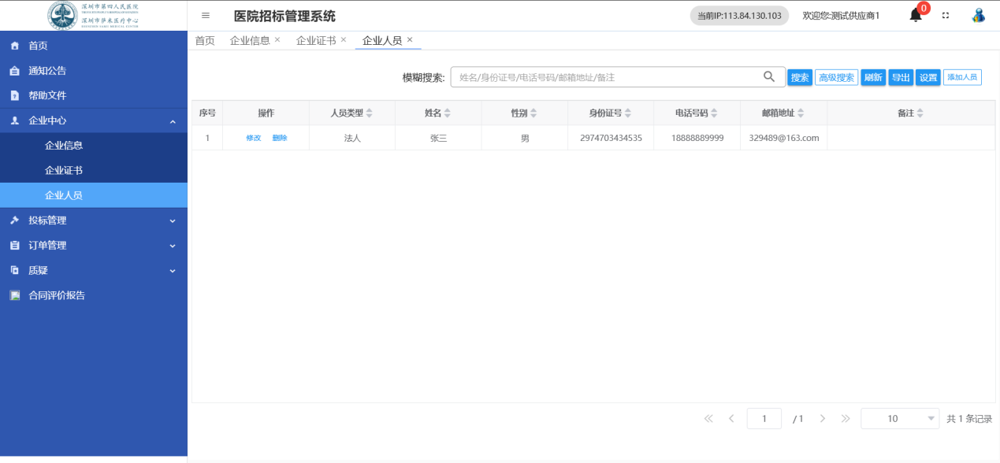 深圳市第四人民医院
深圳市萨米医疗中心
医院招标管理系统
当前IP:113.84.130.103
欢迎您:测试供应商1
0
首页
通知公告
帮助文件
企业中心
企业信息
企业证书
企业人员
投标管理
订单管理
质疑
合同评价报告
首页 企业信息 × 企业证书 × 企业人员 ×
模糊搜索: 姓名/身份证号/电话号码/邮箱地址/备注 搜索 高级搜索 刷新 导出 设置 添加人员
序号 操作 人员类型 姓名 性别 身份证号 电话号码 邮箱地址 备注
1 修改 删除 法人 张三 男 2974703434535 18888889999 329489@163.com
1 / 1 10 共 1 条记录